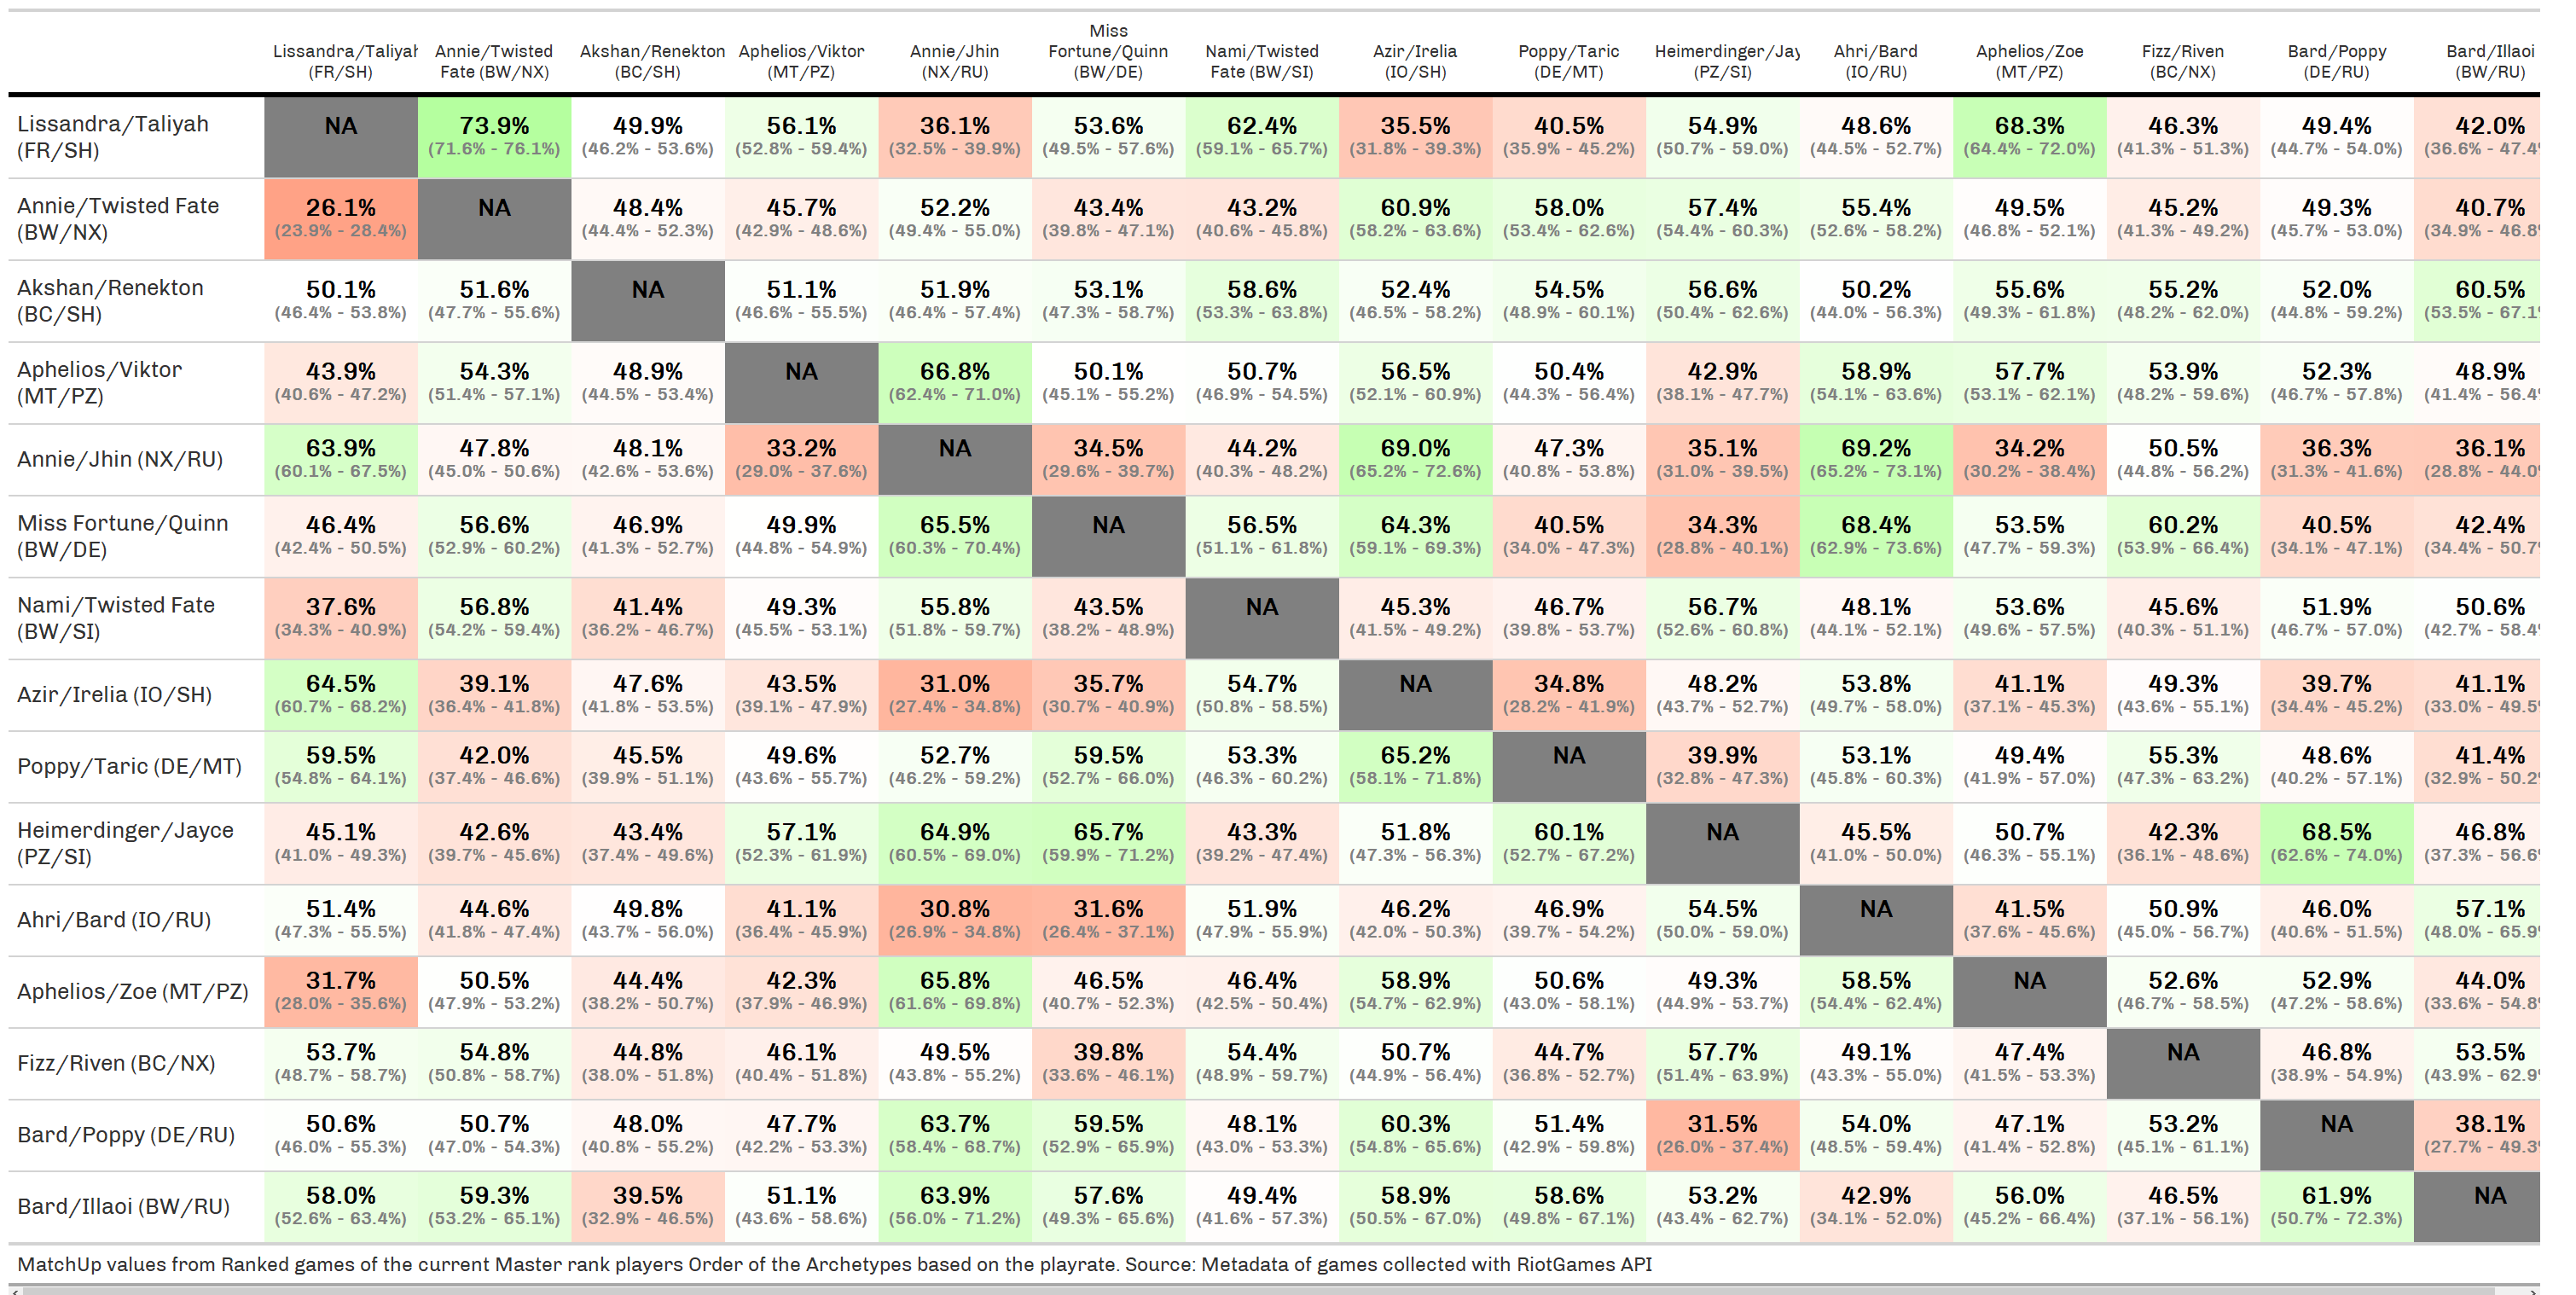 Miss
Lissandra/Taliyah Annie/Twisted Akshan/Renekton Aphelios/Viktor Annie/Jhin Fortune/Quinn Nami/Twisted Azir/Irelia Poppy/Taric Heimerdinger/Jay Ahri/Bard Aphelios/Zoe Fizz/Riven Bard/Poppy Bard/Illaoi
(FR/SH) Fate (BW/NX) (BC/SH) (MT/PZ) (NX/RU) (BW/DE) Fate (BW/SI) (IO/SH) (DE/MT) (PZ/SI) (IO/RU) (MT/PZ) (BC/NX) (DE/RU) (BW/RU)
Lissandra/Taliyah NA 73.9% 49.9% 56.1% 36.1% 53.6% 62.4% 35.5% 40.5% 54.9% 48.6% 68.3% 46.3% 49.4% 42.0%
(FR/SH) (71.6% - 76.1%) (46.2% - 53.6%) (52.8% - 59.4%) (32.5% - 39.9%) (49.5% - 57.6%) (59.1% - 65.7%) (31.8% - 39.3%) (35.9% - 45.2%) (50.7% - 59.0%) (44.5% - 52.7%) (64.4% - 72.0%) (41.3% - 51.3%) (44.7% - 54.0%) (36.6% - 47.4
Annie/Twisted Fate 26.1% NA 48.4% 45.7% 52.2% 43.4% 43.2% 60.9% 58.0% 57.4% 55.4% 49.5% 45.2% 49.3% 40.7%
(BW/NX) (23.9% - 28.4%) (44.4% - 52.3%) (42.9% - 48.6%) (49.4% - 55.0%) (39.8% - 47.1%) (40.6% - 45.8%) (58.2% - 63.6%) (53.4% - 62.6%) (54.4% - 60.3%) (52.6% - 58.2%) (46.8% - 52.1%) (41.3% - 49.2%) (45.7% - 53.0%) (34.9% - 46.8
Akshan/Renekton 50.1% 51.6% NA 51.1% 51.9% 53.1% 58.6% 52.4% 54.5% 56.6% 50.2% 55.6% 55.2% 52.0% 60.5%
(BC/SH) (46.4% - 53.8%) (47.7% - 55.6%) (46.6% - 55.5%) (46.4% - 57.4%) (47.3% - 58.7%) (53.3% - 63.8%) (46.5% - 58.2%) (48.9% - 60.1%) (50.4% - 62.6%) (44.0% - 56.3%) (49.3% - 61.8%) (48.2% - 62.0%) (44.8% - 59.2%) (53.5% - 67.1
Aphelios/Viktor 43.9% 54.3% 48.9% NA 66.8% 50.1% 50.7% 56.5% 50.4% 42.9% 58.9% 57.7% 53.9% 52.3% 48.9%
(MT/PZ) (40.6% - 47.2%) (51.4% - 57.1%) (44.5% - 53.4%) (62.4% - 71.0%) (45.1% - 55.2%) (46.9% - 54.5%) (52.1% - 60.9%) (44.3% - 56.4%) (38.1% - 47.7%) (54.1% - 63.6%) (53.1% - 62.1%) (48.2% - 59.6%) (46.7% - 57.8%) (41.4% - 56.4
Annie/Jhin (NX/RU) 63.9% 47.8% 48.1% 33.2% NA 34.5% 44.2% 69.0% 47.3% 35.1% 69.2% 34.2% 50.5% 36.3% 36.1%
(60.1% - 67.5%) (45.0% - 50.6%) (42.6% - 53.6%) (29.0% - 37.6%) (29.6% - 39.7%) (40.3% - 48.2%) (65.2% - 72.6%) (40.8% - 53.8%) (31.0% - 39.5%) (65.2% - 73.1%) (30.2% - 38.4%) (44.8% - 56.2%) (31.3% - 41.6%) (28.8% - 44.0
Miss Fortune/Quinn 46.4% 56.6% 46.9% 49.9% 65.5% NA 56.5% 64.3% 40.5% 34.3% 68.4% 53.5% 60.2% 40.5% 42.4%
(BW/DE) (42.4% - 50.5%) (52.9% - 60.2%) (41.3% - 52.7%) (44.8% - 54.9%) (60.3% - 70.4%) (51.1% - 61.8%) (59.1% - 69.3%) (34.0% - 47.3%) (28.8% - 40.1%) (62.9% - 73.6%) (47.7% - 59.3%) (53.9% - 66.4%) (34.1% - 47.1%) (34.4% - 50.7
Nami/Twisted Fate 37.6% 56.8% 41.4% 49.3% 55.8% 43.5% NA 45.3% 46.7% 56.7% 48.1% 53.6% 45.6% 51.9% 50.6%
(BW/SI) (34.3% - 40.9%) (54.2% - 59.4%) (36.2% - 46.7%) (45.5% - 53.1%) (51.8% - 59.7%) (38.2% - 48.9%) (41.5% - 49.2%) (39.8% - 53.7%) (52.6% - 60.8%) (44.1% - 52.1%) (49.6% - 57.5%) (40.3% - 51.1%) (46.7% - 57.0%) (42.7% - 58.4
Azir/Irelia (IO/SH) 64.5% 39.1% 47.6% 43.5% 31.0% 35.7% 54.7% NA 34.8% 48.2% 53.8% 41.1% 49.3% 39.7% 41.1%
(60.7% - 68.2%) (36.4% - 41.8%) (41.8% - 53.5%) (39.1% - 47.9%) (27.4% - 34.8%) (30.7% - 40.9%) (50.8% - 58.5%) (28.2% - 41.9%) (43.7% - 52.7%) (49.7% - 58.0%) (37.1% - 45.3%) (43.6% - 55.1%) (34.4% - 45.2%) (33.0% - 49.5
Poppy/Taric (DE/MT) 59.5% 42.0% 45.5% 49.6% 52.7% 59.5% 53.3% 65.2% NA 39.9% 53.1% 49.4% 55.3% 48.6% 41.4%
(54.8% - 64.1%) (37.4% - 46.6%) (39.9% - 51.1%) (43.6% - 55.7%) (46.2% - 59.2%) (52.7% - 66.0%) (46.3% - 60.2%) (58.1% - 71.8%) (32.8% - 47.3%) (45.8% - 60.3%) (41.9% - 57.0%) (47.3% - 63.2%) (40.2% - 57.1%) (32.9% - 50.2
Heimerdinger/Jayce 45.1% 42.6% 43.4% 57.1% 64.9% 65.7% 43.3% 51.8% 60.1% NA 45.5% 50.7% 42.3% 68.5% 46.8%
(PZ/SI) (41.0% - 49.3%) (39.7% - 45.6%) (37.4% - 49.6%) (52.3% - 61.9%) (60.5% - 69.0%) (59.9% - 71.2%) (39.2% - 47.4%) (47.3% - 56.3%) (52.7% - 67.2%) (41.0% - 50.0%) (46.3% - 55.1%) (36.1% - 48.6%) (62.6% - 74.0%) (37.3% - 56.6
Ahri/Bard (IO/RU) 51.4% 44.6% 49.8% 41.1% 30.8% 31.6% 51.9% 46.2% 46.9% 54.5% NA 41.5% 50.9% 46.0% 57.1%
(47.3% - 55.5%) (41.8% - 47.4%) (43.7% - 56.0%) (36.4% - 45.9%) (26.9% - 34.8%) (26.4% - 37.1%) (47.9% - 55.9%) (42.0% - 50.3%) (39.7% - 54.2%) (50.0% - 59.0%) (37.6% - 45.6%) (45.0% - 56.7%) (40.6% - 51.5%) (48.0% - 65.9
Aphelios/Zoe (MT/PZ) 31.7% 50.5% 44.4% 42.3% 65.8% 46.5% 46.4% 58.9% 50.6% 49.3% 58.5% NA 52.6% 52.9% 44.0%
(28.0% - 35.6%) (47.9% - 53.2%) (38.2% - 50.7%) (37.9% - 46.9%) (61.6% - 69.8%) (40.7% - 52.3%) (42.5% - 50.4%) (54.7% - 62.9%) (43.0% - 58.1%) (44.9% - 53.7%) (54.4% - 62.4%) (46.7% - 58.5%) (47.2% - 58.6%) (33.6% - 54.8
Fizz/Riven (BC/NX) 53.7% 54.8% 44.8% 46.1% 49.5% 39.8% 54.4% 50.7% 44.7% 57.7% 49.1% 47.4% NA 46.8% 53.5%
(48.7% - 58.7%) (50.8% - 58.7%) (38.0% - 51.8%) (40.4% - 51.8%) (43.8% - 55.2%) (33.6% - 46.1%) (48.9% - 59.7%) (44.9% - 56.4%) (36.8% - 52.7%) (51.4% - 63.9%) (43.3% - 55.0%) (41.5% - 53.3%) (38.9% - 54.9%) (43.9% - 62.9
Bard/Poppy (DE/RU) 50.6% 50.7% 48.0% 47.7% 63.7% 59.5% 48.1% 60.3% 51.4% 31.5% 54.0% 47.1% 53.2% NA 38.1%
(46.0% - 55.3%) (47.0% - 54.3%) (40.8% - 55.2%) (42.2% - 53.3%) (58.4% - 68.7%) (52.9% - 65.9%) (43.0% - 53.3%) (54.8% - 65.6%) (42.9% - 59.8%) (26.0% - 37.4%) (48.5% - 59.4%) (41.4% - 52.8%) (45.1% - 61.1%) (27.7% - 49.3
Bard/Illaoi (BW/RU) 58.0% 59.3% 39.5% 51.1% 63.9% 57.6% 49.4% 58.9% 58.6% 53.2% 42.9% 56.0% 46.5% 61.9% NA
(52.6% - 63.4%) (53.2% - 65.1%) (32.9% - 46.5%) (43.6% - 58.6%) (56.0% - 71.2%) (49.3% - 65.6%) (41.6% - 57.3%) (50.5% - 67.0%) (49.8% - 67.1%) (43.4% - 62.7%) (34.1% - 52.0%) (45.2% - 66.4%) (37.1% - 56.1%) (50.7% - 72.3%)
MatchUp values from Ranked games of the current Master rank players Order of the Archetypes based on the playrate. Source: Metadata of games collected with RiotGames API